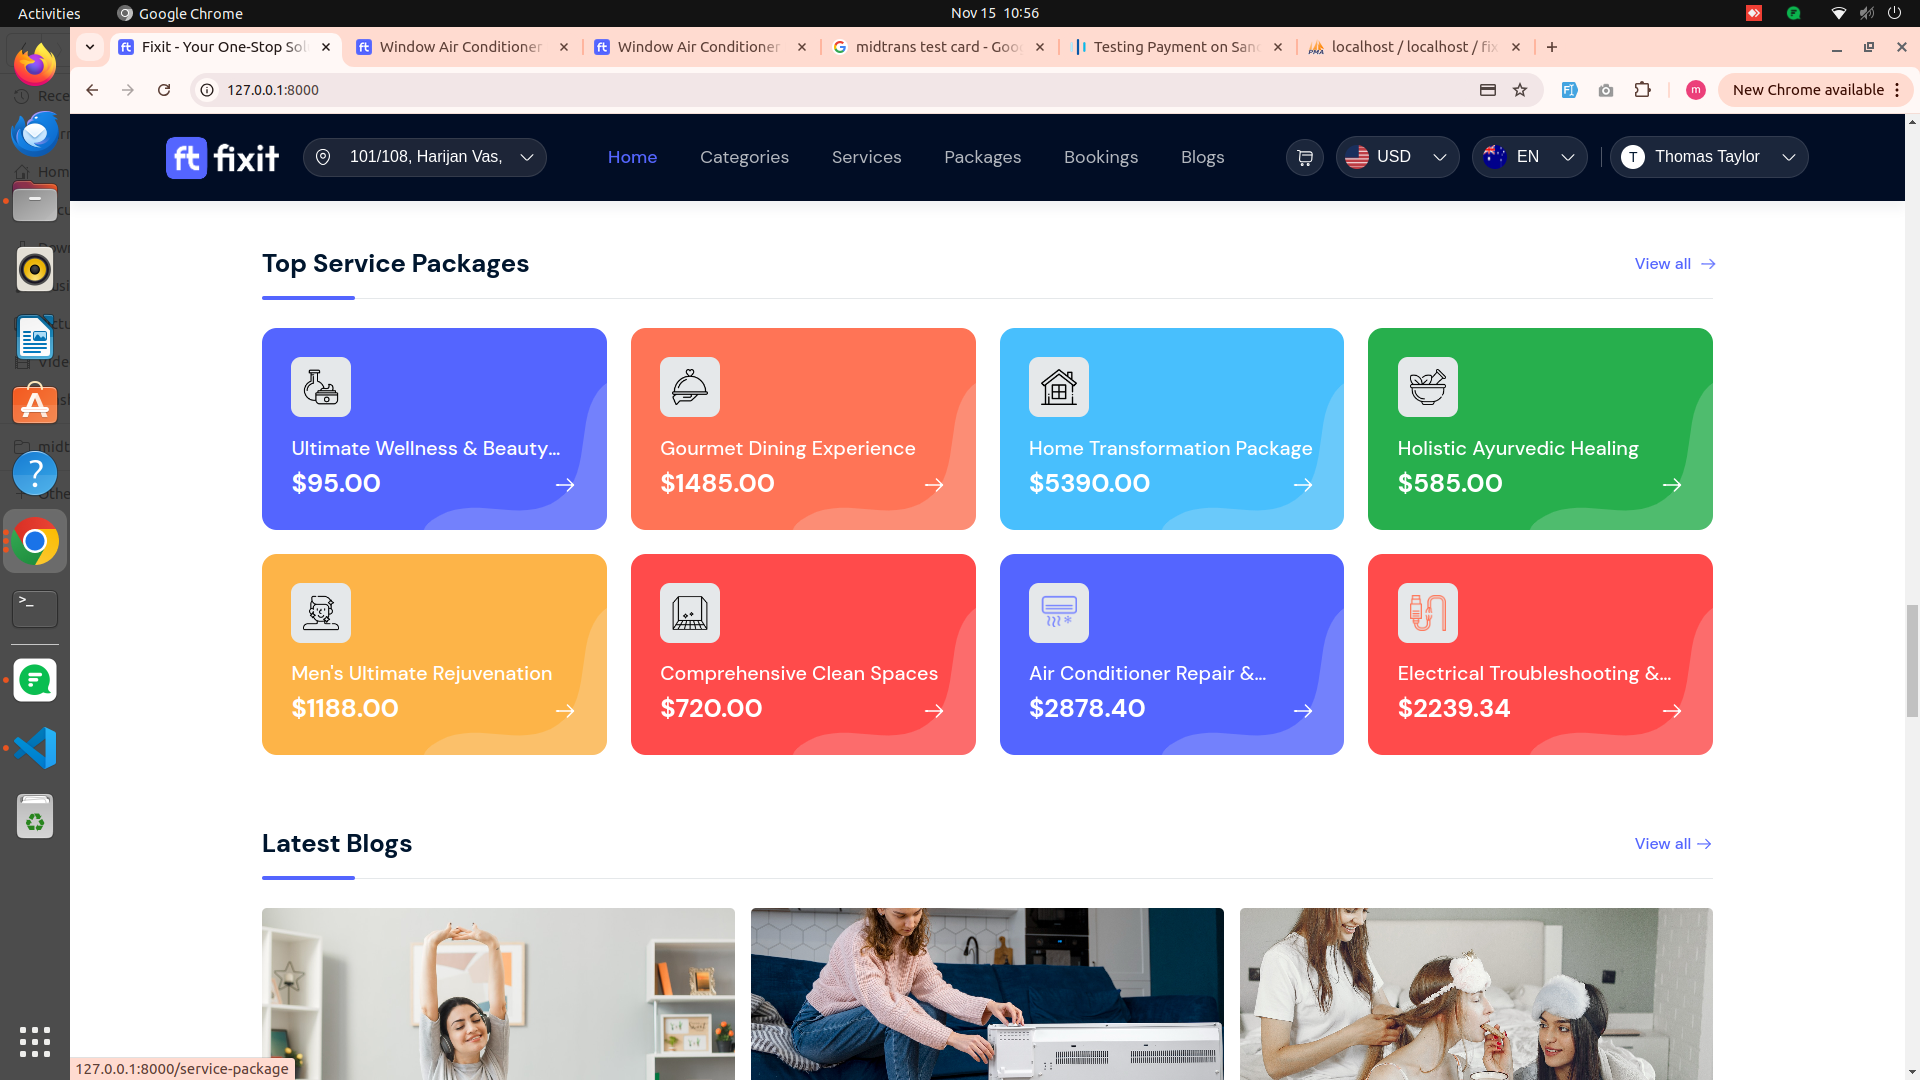 Activities
Google Chrome
Nov 15 10:56
Fixit - Your One-Stop Sol
Window Air Conditioner
Window Air Conditioner
midtrans test card - Goo
Testing Payment on Sand
localhost / localhost / fix
127.0.0.1:8000
New Chrome available
ft fixit
101/108, Harijan Vas,
Home
Categories
Services
Packages
Bookings
Blogs
USD
EN
T
Thomas Taylor
Top Service Packages
View all
Ultimate Wellness & Beauty...
$95.00
Gourmet Dining Experience
$1485.00
Home Transformation Package
$5390.00
Holistic Ayurvedic Healing
$585.00
Men's Ultimate Rejuvenation
$1188.00
Comprehensive Clean Spaces
$720.00
Air Conditioner Repair &...
$2878.40
Electrical Troubleshooting &...
$2239.34
Latest Blogs
View all
127.0.0.1:8000/service-package